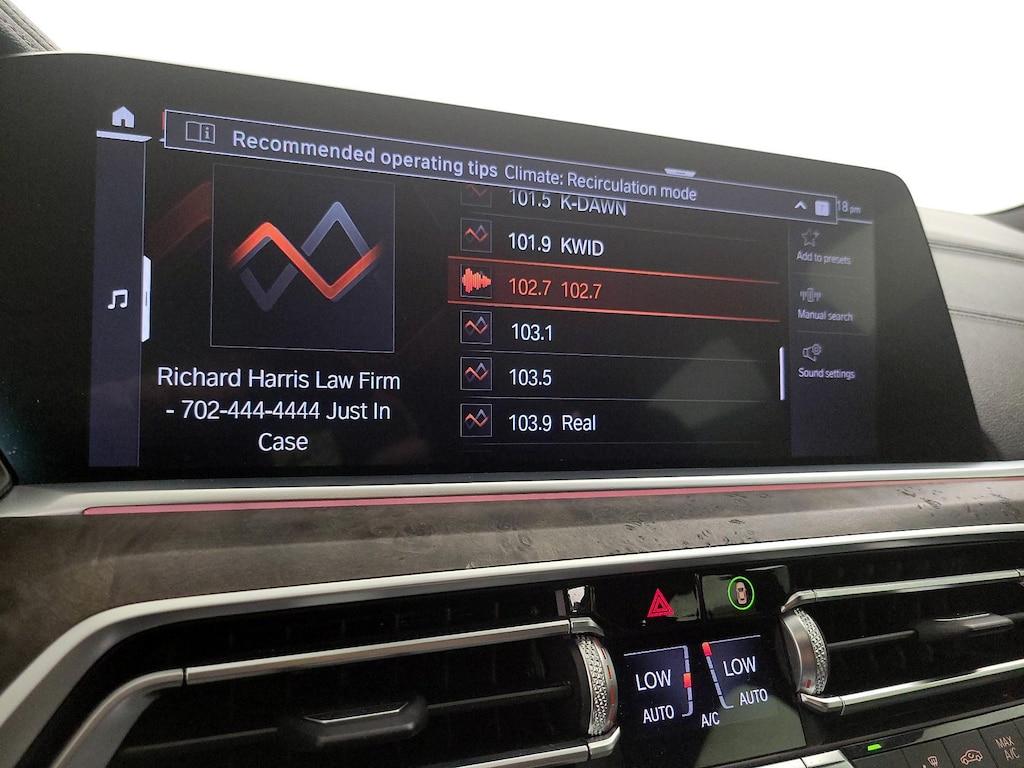 Recommended operating tips Climate: Recirculation mode
18 pm
101.5 K-DAWN
101.9 KWID
102.7 102.7
103.1
103.5
103.9 Real
Richard Harris Law Firm
- 702-444-4444 Just In
Case
Add to presets
Manual search
Sound settings
LOW
AUTO
A/C
LOW
AUTO
MAX
A/C